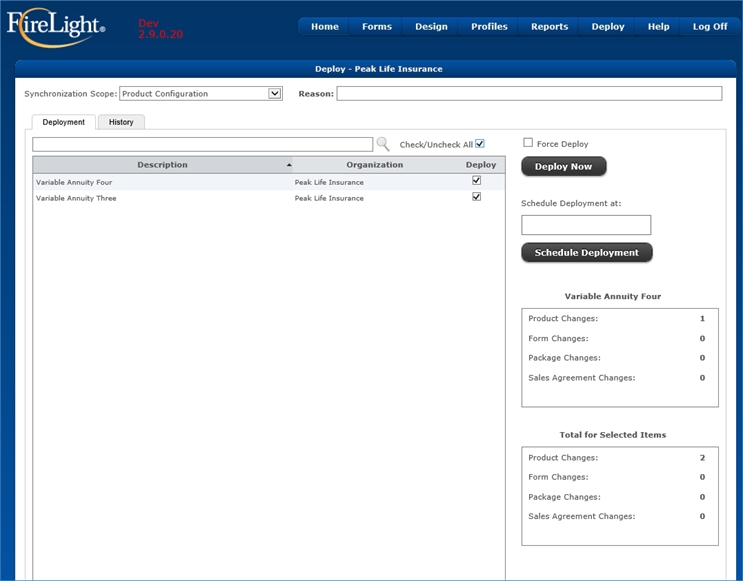 FireLight®
Dev
2.9.0.20
Home Forms Design Profiles Reports Deploy Help Log Off
Deploy - Peak Life Insurance
Synchronization Scope: Product Configuration Reason:
Deployment History
Check/Uncheck All Force Deploy
Description Organization Deploy
Deploy Now
Variable Annuity Four Peak Life Insurance
Variable Annuity Three Peak Life Insurance
Schedule Deployment at:
Schedule Deployment
Variable Annuity Four
Product Changes: 1
Form Changes: 0
Package Changes: 0
Sales Agreement Changes: 0
Total for Selected Items
Product Changes: 2
Form Changes: 0
Package Changes: 0
Sales Agreement Changes: 0